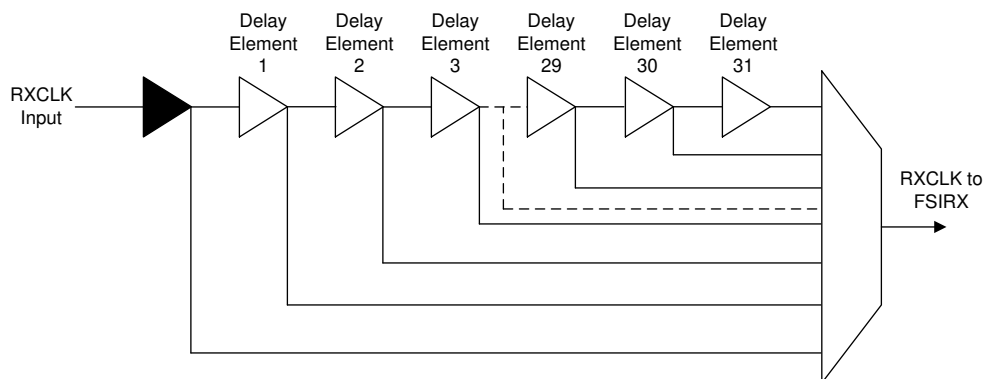 Delay
Element
1
Delay
Element
2
Delay
Element
3
Delay
Element
29
Delay
Element
30
Delay
Element
31
RXCLK
Input
RXCLK to
FSIRX